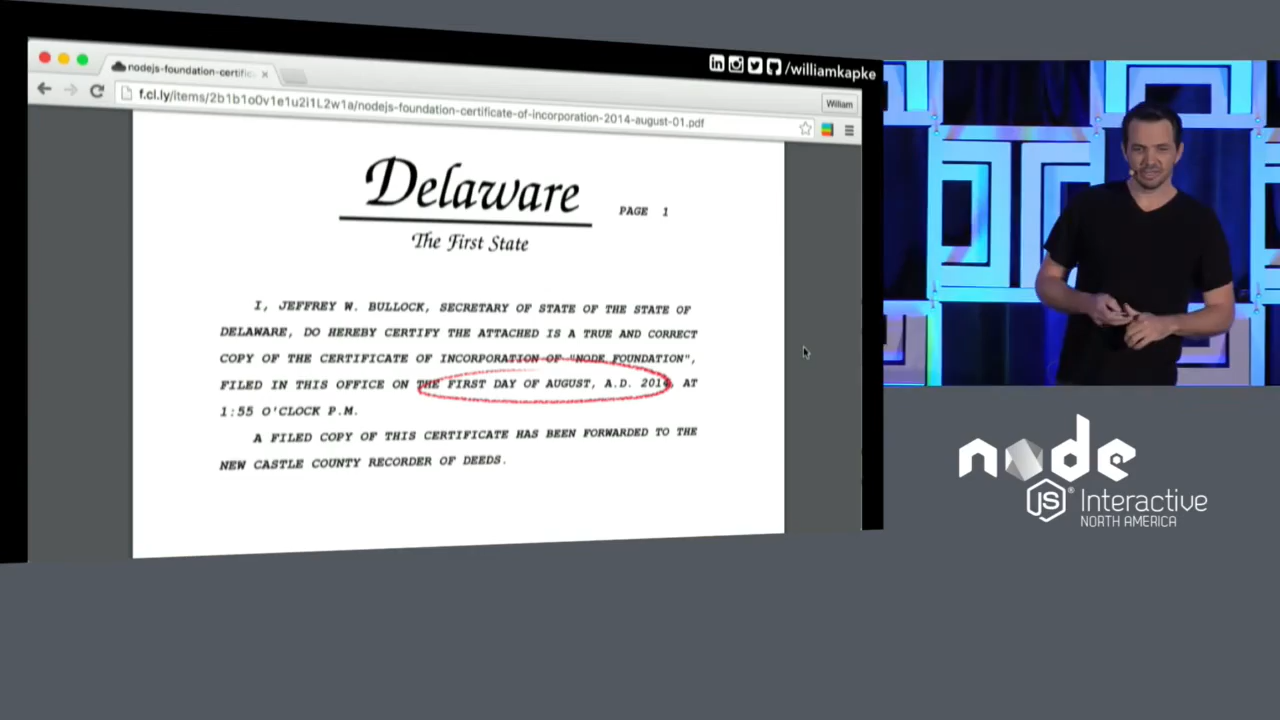 /williamkapke
nodejs-foundation-certific
William
f.cl.ly/items/2b1b1o0v1e1u2i1L2w1a/nodejs-foundation-certificate-of-incorporation-2014-august-01.pdf
Delaware
PAGE 1
The First State
I, JEFFREY W. BULLOCK, SECRETARY OF STATE OF THE STATE OF
DELAWARE, DO HEREBY CERTIFY THE ATTACHED IS A TRUE AND CORRECT
COPY OF THE CERTIFICATE OF INCORPORATION OF "NODE FOUNDATION",
FILED IN THIS OFFICE ON THE FIRST DAY OF AUGUST, A.D. 2014, AT
1:55 O'CLOCK P.M.
A FILED COPY OF THIS CERTIFICATE HAS BEEN FORWARDED TO THE
NEW CASTLE COUNTY RECORDER OF DEEDS.
node
JS® Interactive
NORTH AMERICA